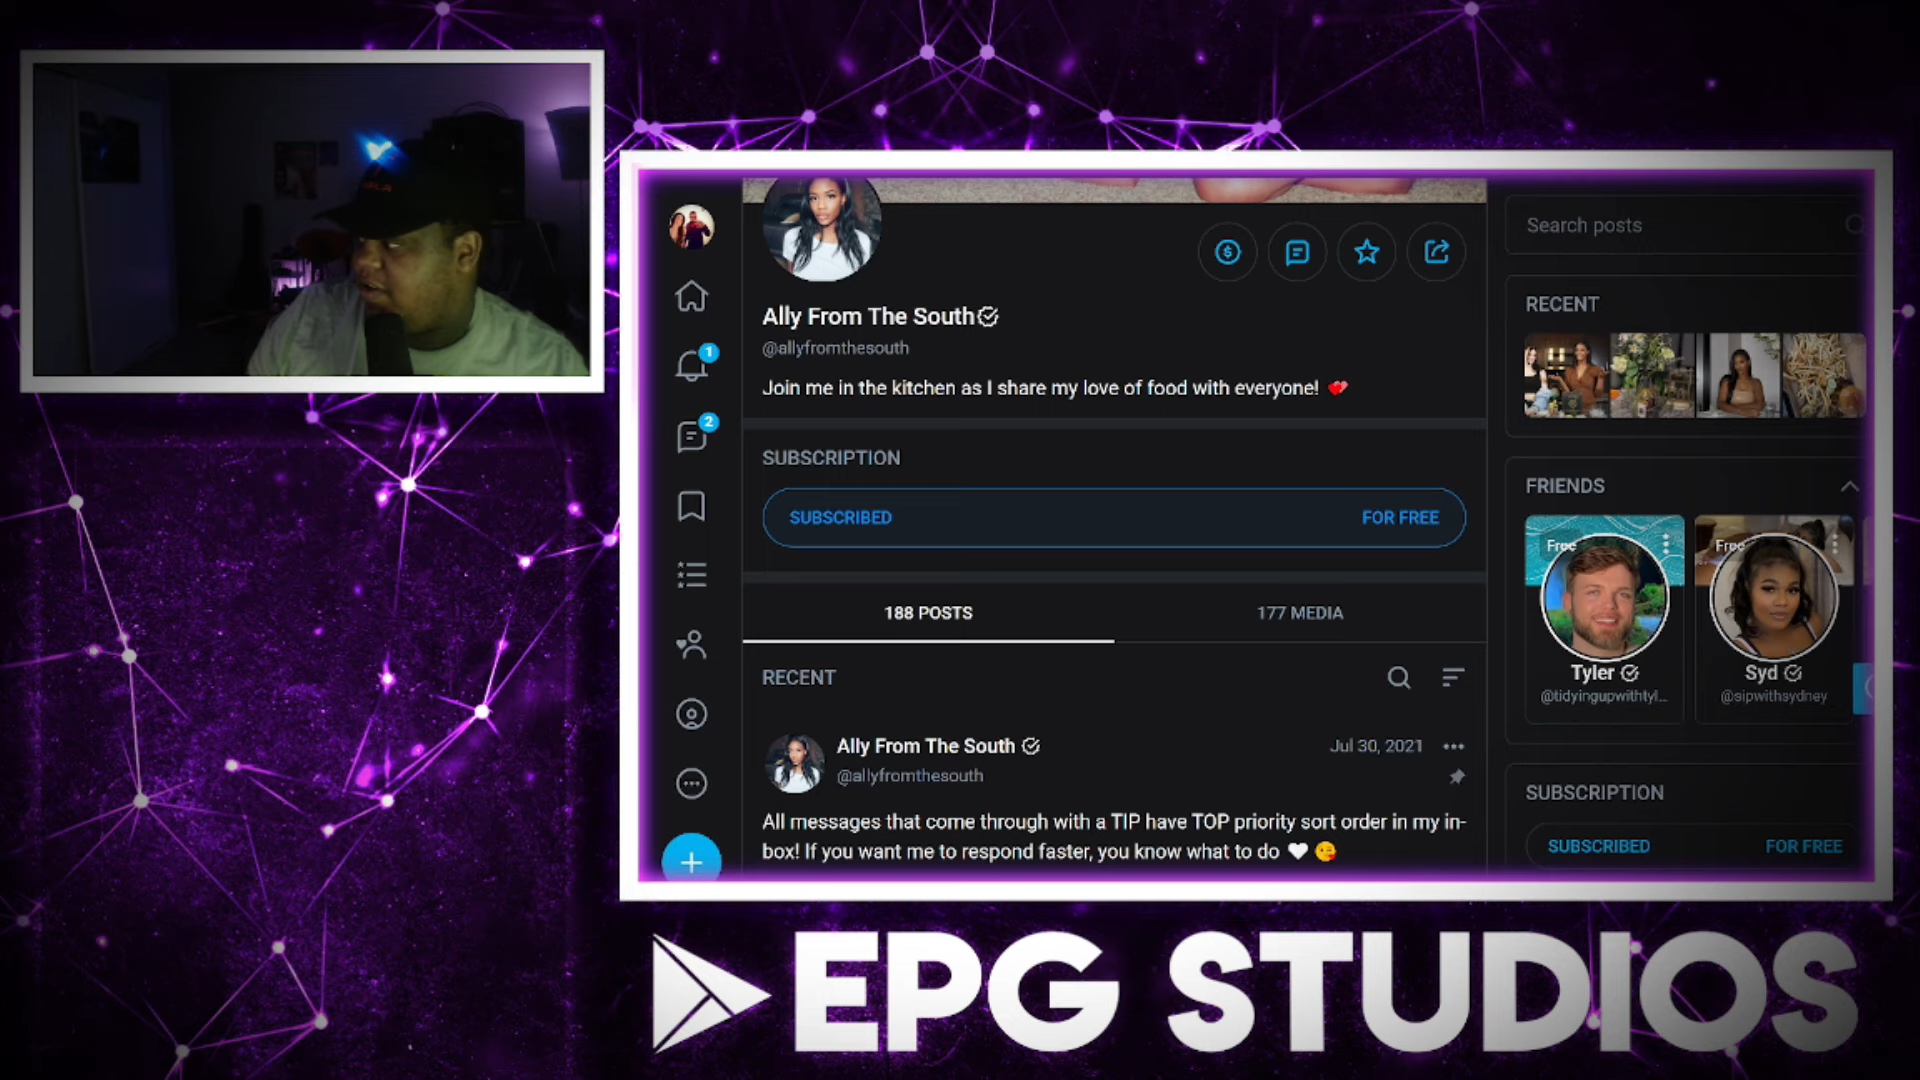 Ally From The South
@allyfromthesouth
Join me in the kitchen as I share my love of food with everyone!
SUBSCRIPTION
SUBSCRIBED
FOR FREE
188 POSTS
177 MEDIA
RECENT
Ally From The South
@allyfromthesouth
Jul 30, 2021
All messages that come through with a TIP have TOP priority sort order in my in-
box! If you want me to respond faster, you know what to do
1
2
Search posts
RECENT
FRIENDS
Free
Tyler
@tidyingupwithtyl...
Free
Syd
@sipwithsydney
SUBSCRIPTION
SUBSCRIBED
FOR FREE
EPG STUDIOS